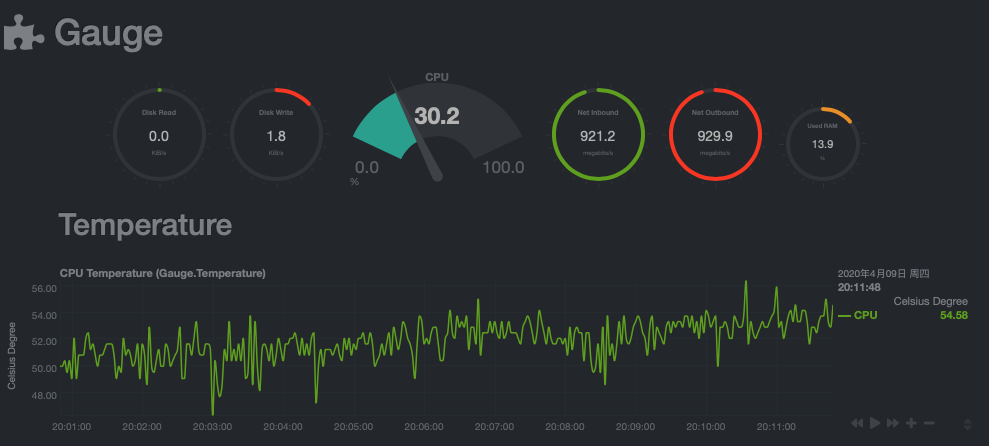 Gauge
Disk Read
0.0
KiB/s
Disk Write
1.8
KiB/s
CPU
30.2
0.0
100.0
%
Net Inbound
921.2
megabits/s
Net Outbound
929.9
megabits/s
Used RAM
13.9
%
Temperature
CPU Temperature (Gauge.Temperature)
Celsius Degree
56.00
54.00
52.00
50.00
48.00
20:01:00 20:02:00 20:03:00 20:04:00 20:05:00 20:06:00 20:07:00 20:08:00 20:09:00 20:10:00 20:11:00
2020年4月09日 周四
20:11:48
Celsius Degree
CPU 54.58